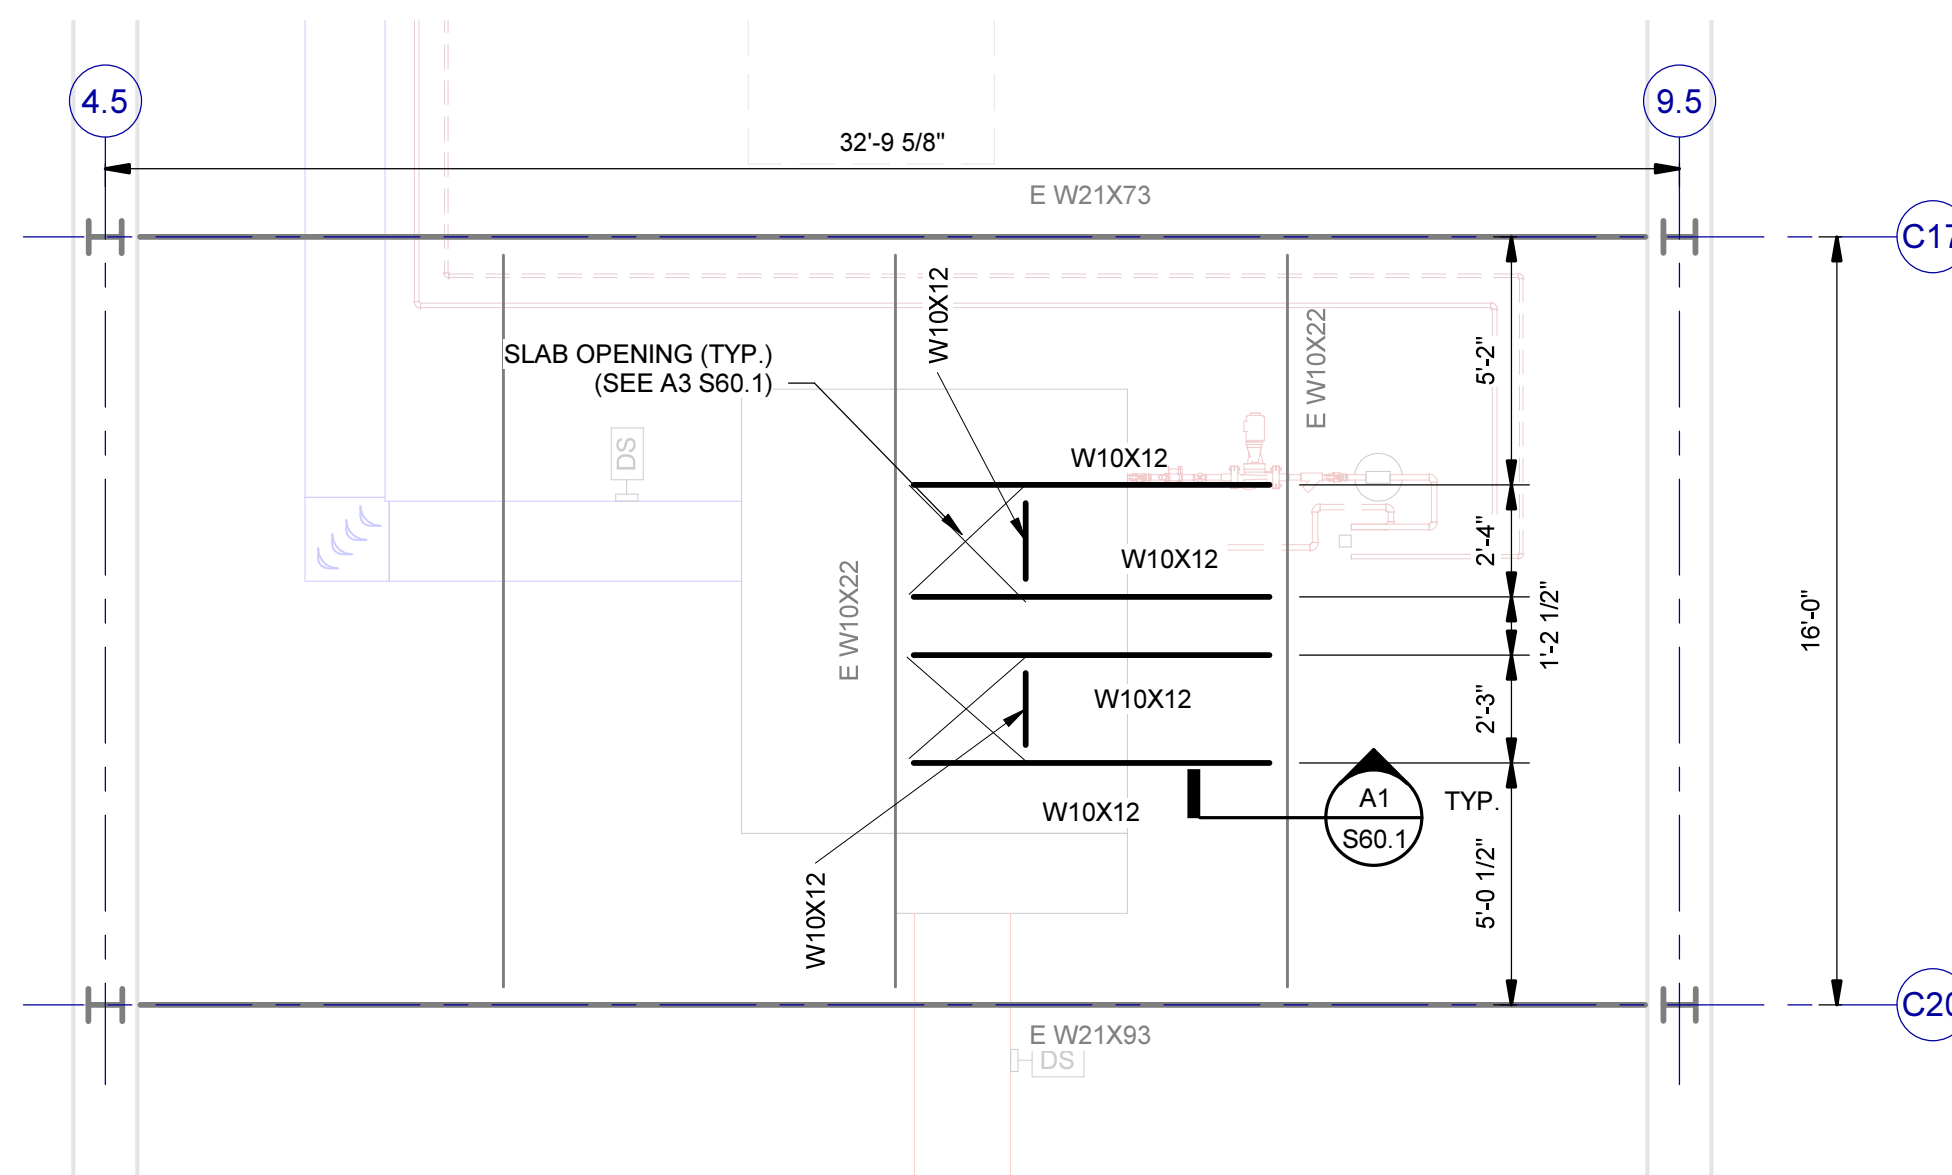 4.5
9.5
32'-9 5/8"
E W21X73
C17
W10X12
E W10X22
5'-2"
SLAB OPENING (TYP.)
(SEE A3 S60.1)
DS
W10X12
2'-4"
W10X12
E W10X22
1'-2 1/2"
16'-0"
W10X12
2'-3"
A1
TYP.
W10X12
S60.1
5'-0 1/2"
W10X12
C20
E W21X93
DS